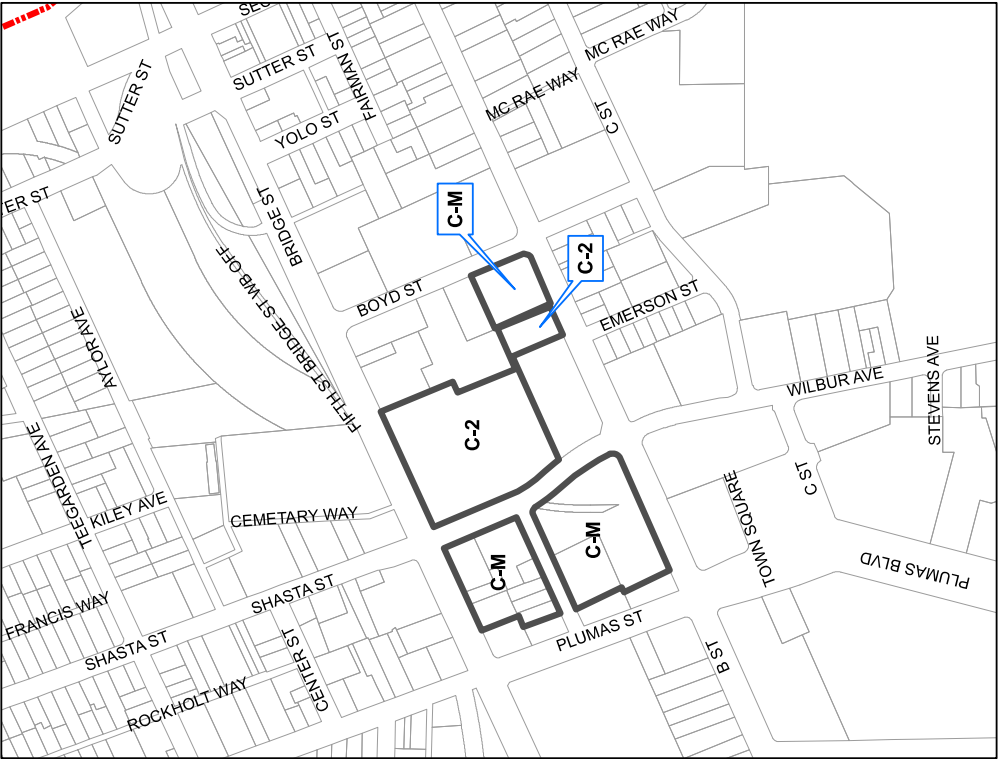 SUTTER ST
SUTTER ST
FAIRMAN ST
MC RAE WAY
MC RAE WAY
C ST
YOLO ST
TER ST
BRIDGE ST
C-M
C-2
FIFTH ST BRIDGE ST WB OFF
BOYD ST
EMERSON ST
AYLOR AVE
WILBUR AVE
STEVENS AVE
C-2
TEEGARDEN AVE
KILEY AVE
CEMETARY WAY
TOWN SQUARE
C ST
C-M
C-M
PLUMAS BLVD
FRANCIS WAY
SHASTA ST
SHASTA ST
CENTER ST
PLUMAS ST
B ST
ROCKHOLT WAY